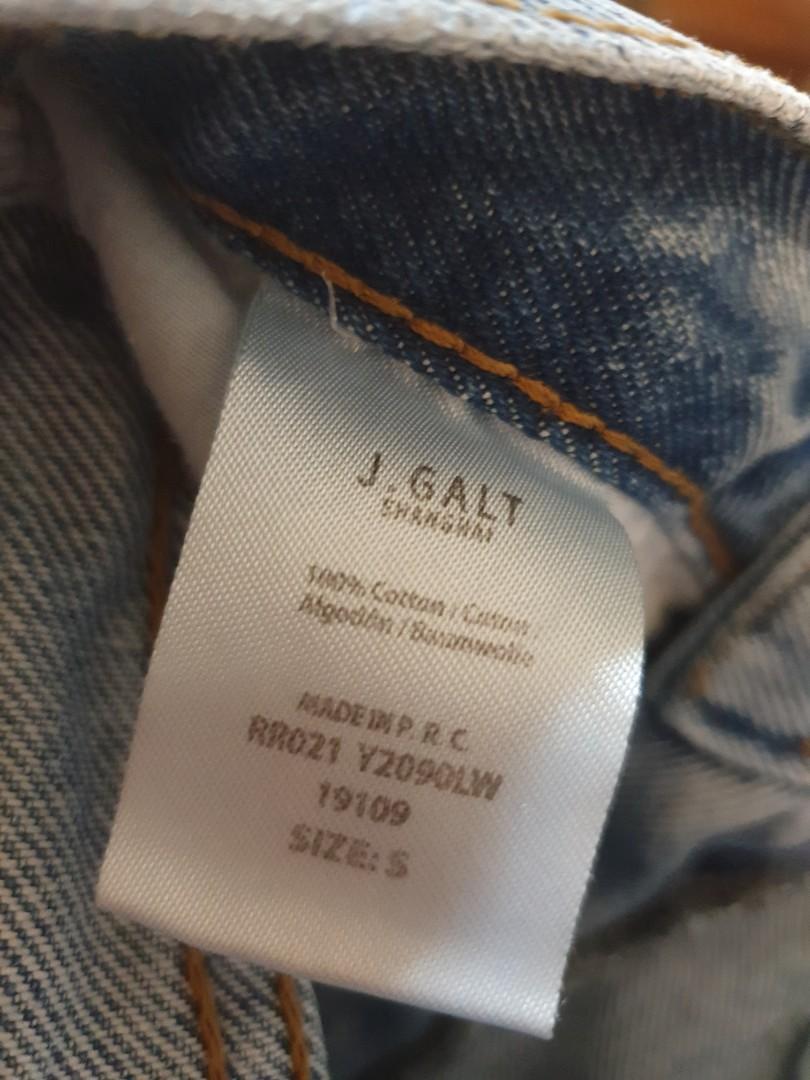 J.GALT
SHANGHAI
100% Cotton / Coton
Algodón / Baumwolle
MADE IN P R C
RR021 Y2090LW
19109
SIZE: S